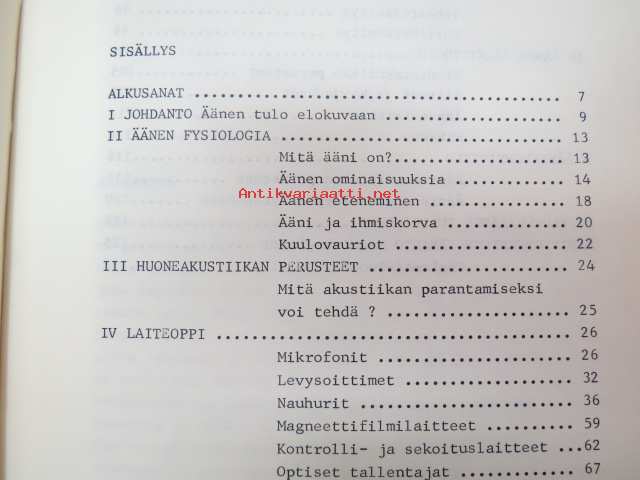 SISÄLLYS
ALKUSANAT ........................................ 7
I JOHDANTO Äänen tulo elokuvaan .................. 9
II ÄÄNEN FYSIOLOGIA ............................... 13
Mitä ääni on? .............. 13
Äänen ominaisuuksia ........ 14
Antikvariaatti.net
Äänen eteneminen ........... 18
Ääni ja ihmiskorva ......... 20
Kuulovauriot ............... 22
III HUONEAKUSTIIKAN PERUSTEET ..................... 24
Mitä akustiikan parantamiseksi
voi tehdä ? ................ 25
IV LAITEOPPI ...................................... 26
Mikrofonit ................. 26
Levysoittimet .............. 32
Nauhurit ................... 36
Magneettifilmilaitteet ..... 59
Kontrolli- ja sekoituslaitteet ...62
Optiset tallentajat ........ 67